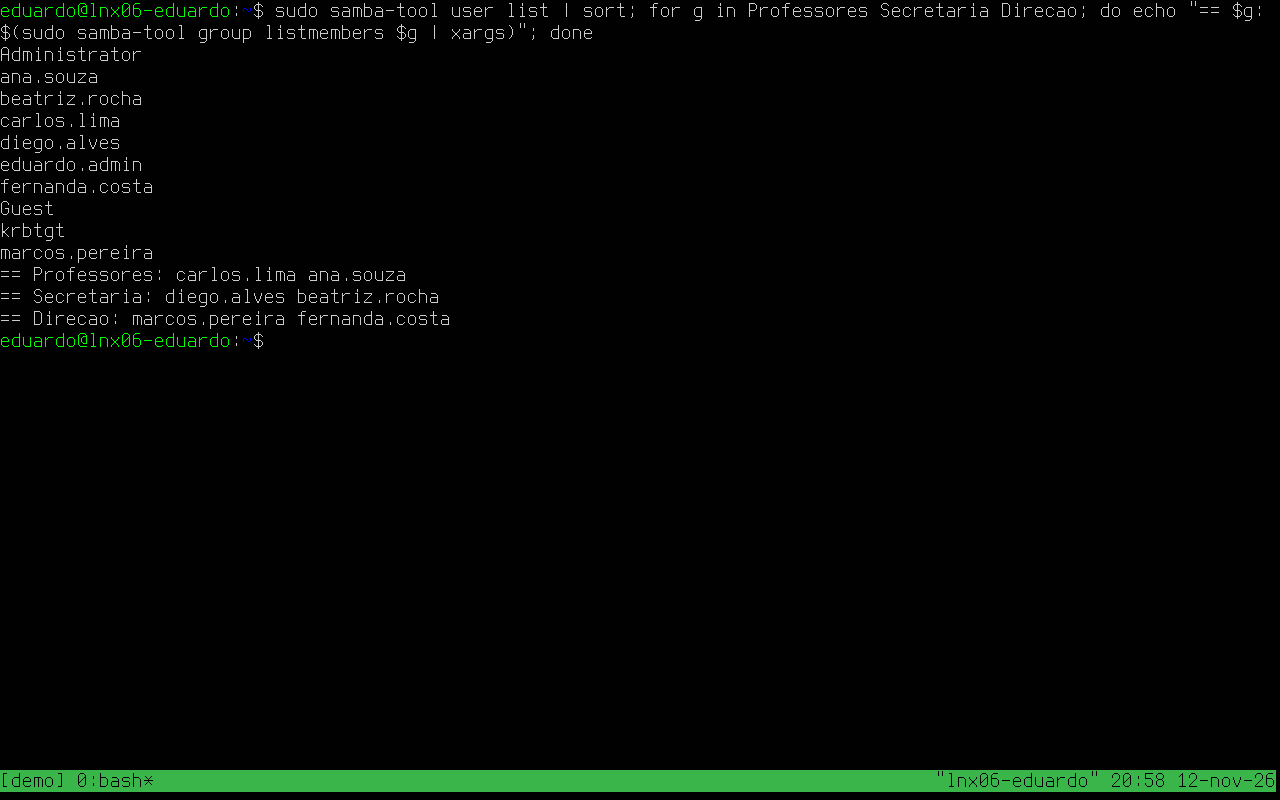 eduardo@lnx06-eduardo:~$ sudo samba-tool user list | sort; for g in Professores Secretaria Direcao; do echo "== $g:
$(sudo samba-tool group listmembers $g | xargs)"; done
Administrator
ana.souza
beatriz.rocha
carlos.lima
diego.alves
eduardo.admin
fernanda.costa
Guest
krbtgt
marcos.pereira
== Professores: carlos.lima ana.souza
== Secretaria: diego.alves beatriz.rocha
== Direcao: marcos.pereira fernanda.costa
eduardo@lnx06-eduardo:~$
[demo] 0:bash* "lnx06-eduardo" 20:58 12-nov-26